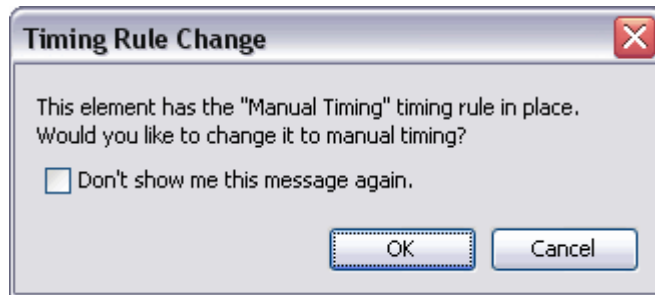 Timing Rule Change
This element has the "Manual Timing" timing rule in place.
Would you like to change it to manual timing?
Don't show me this message again.
OK
Cancel